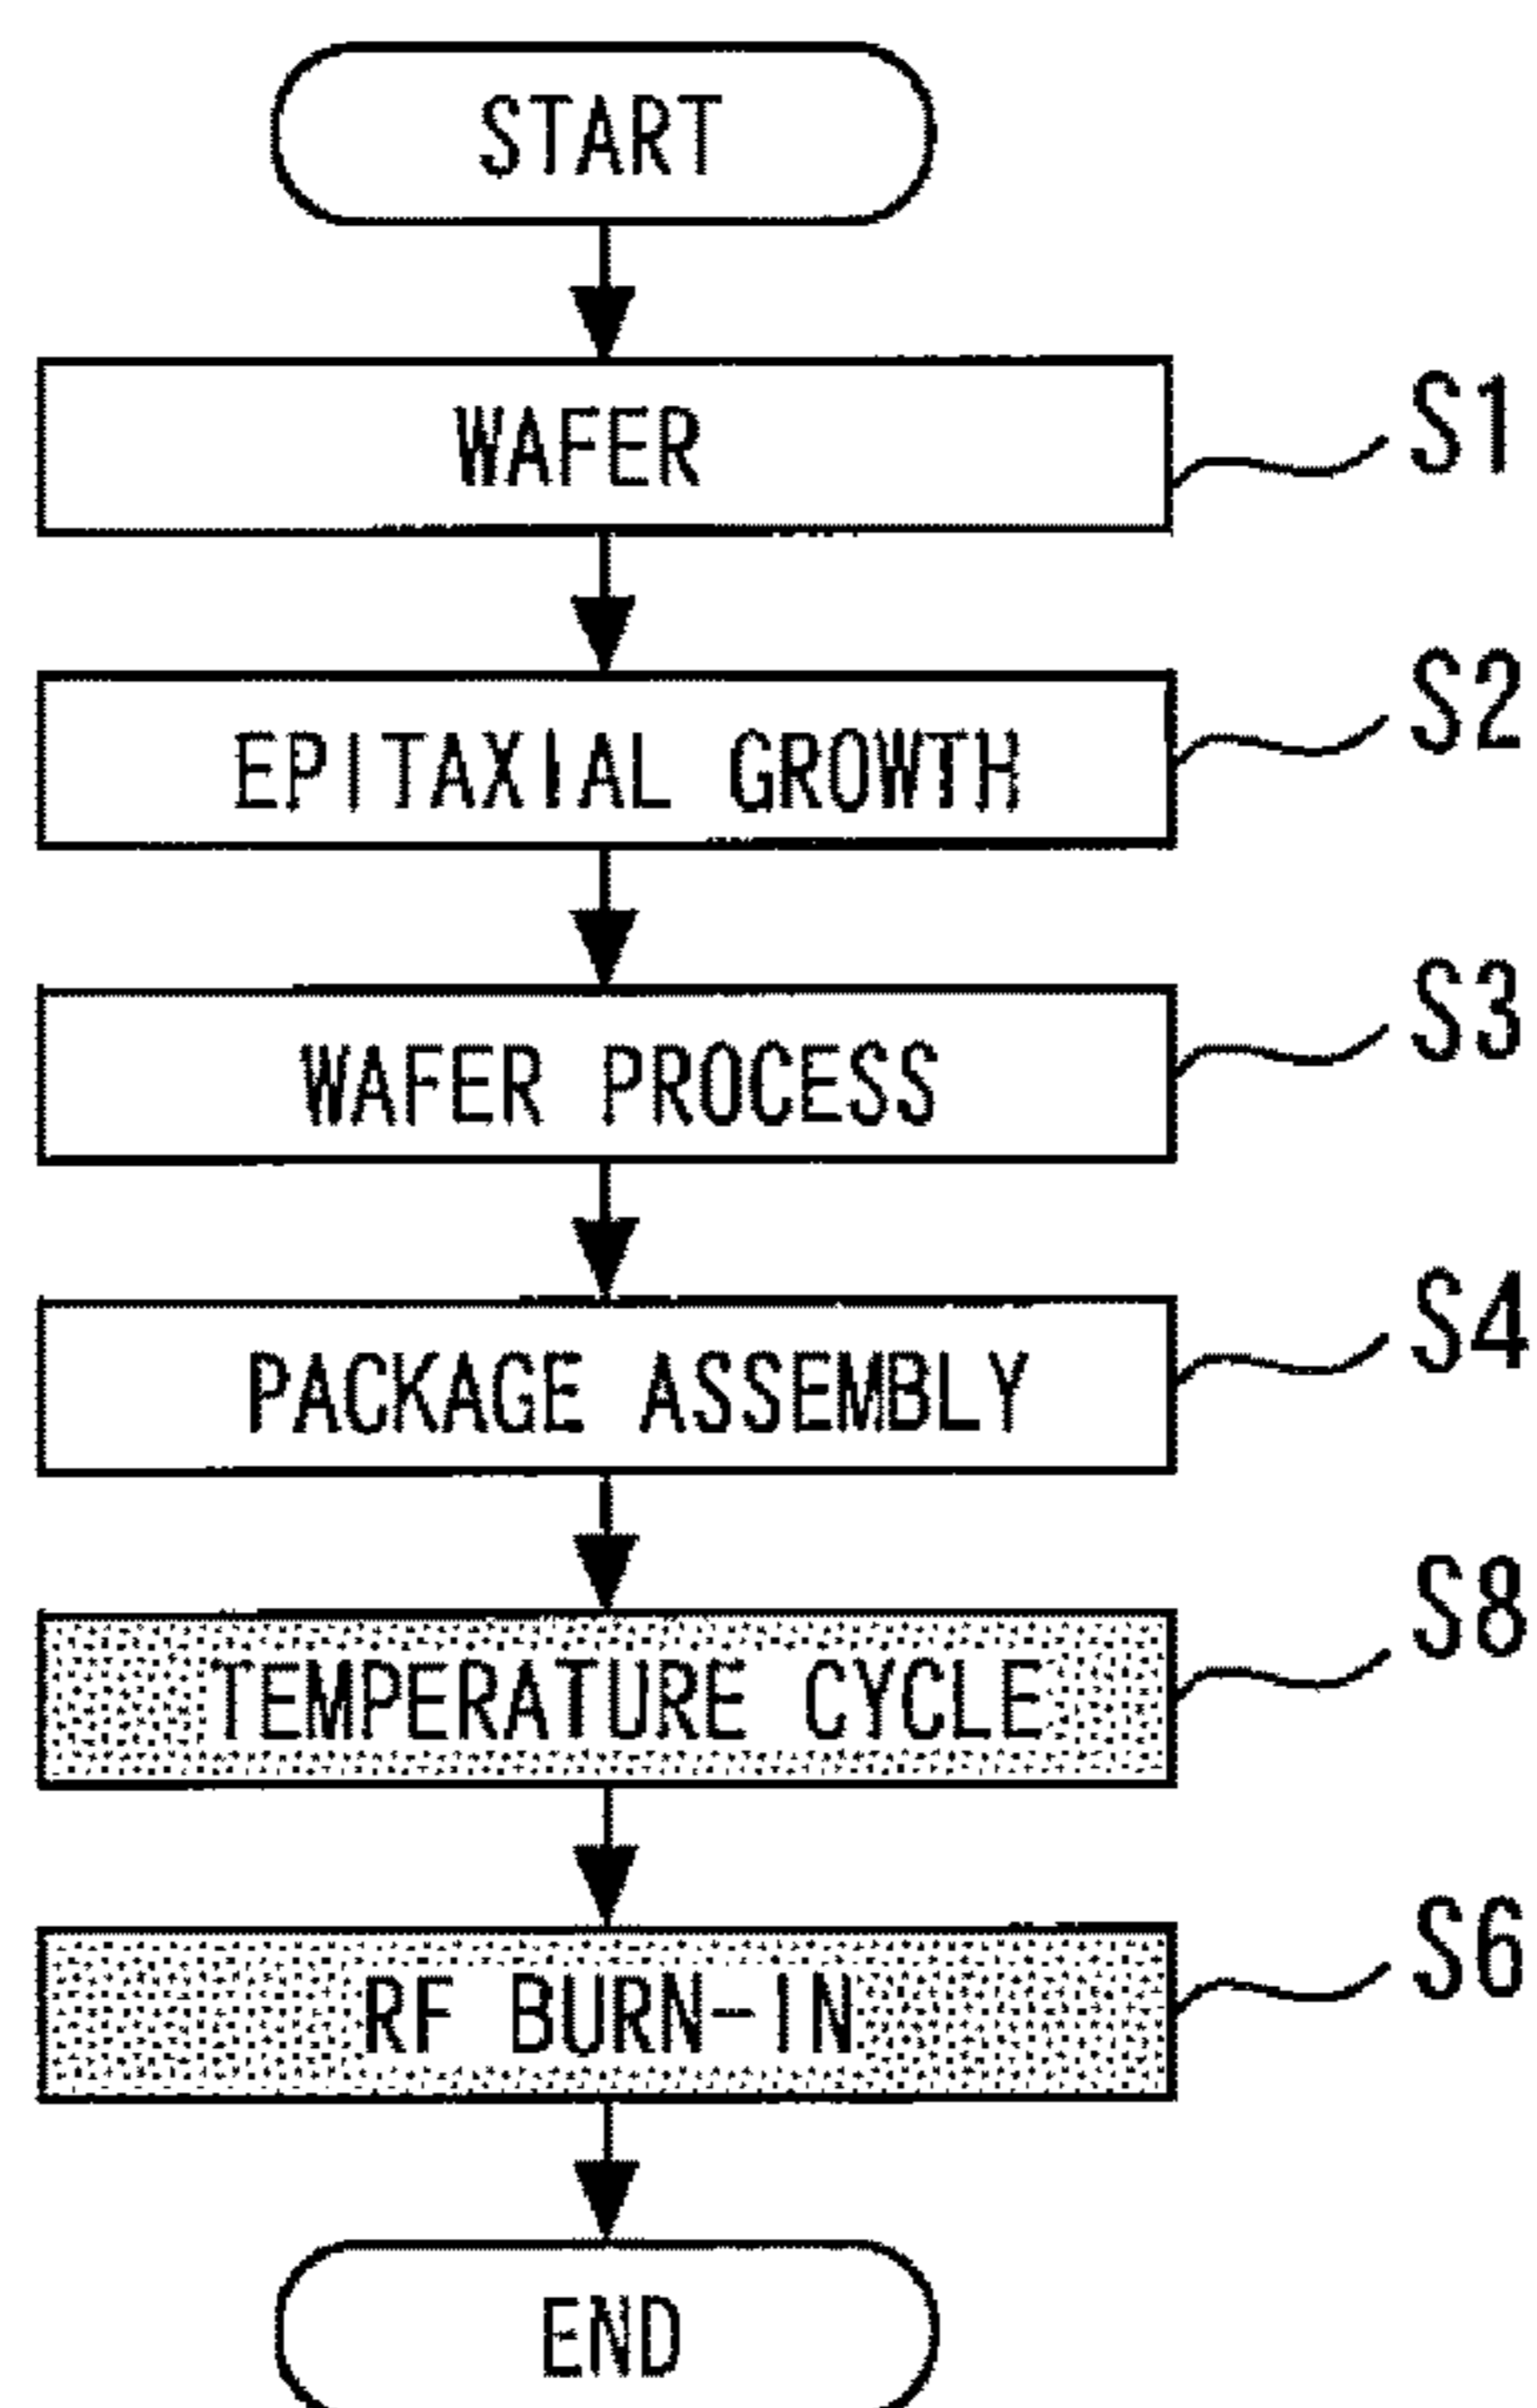 START
WAFER S1
EPITAXIAL GROWTH S2
WAFER PROCESS S3
PACKAGE ASSEMBLY S4
TEMPERATURE CYCLE S8
RF BURN-IN S6
END